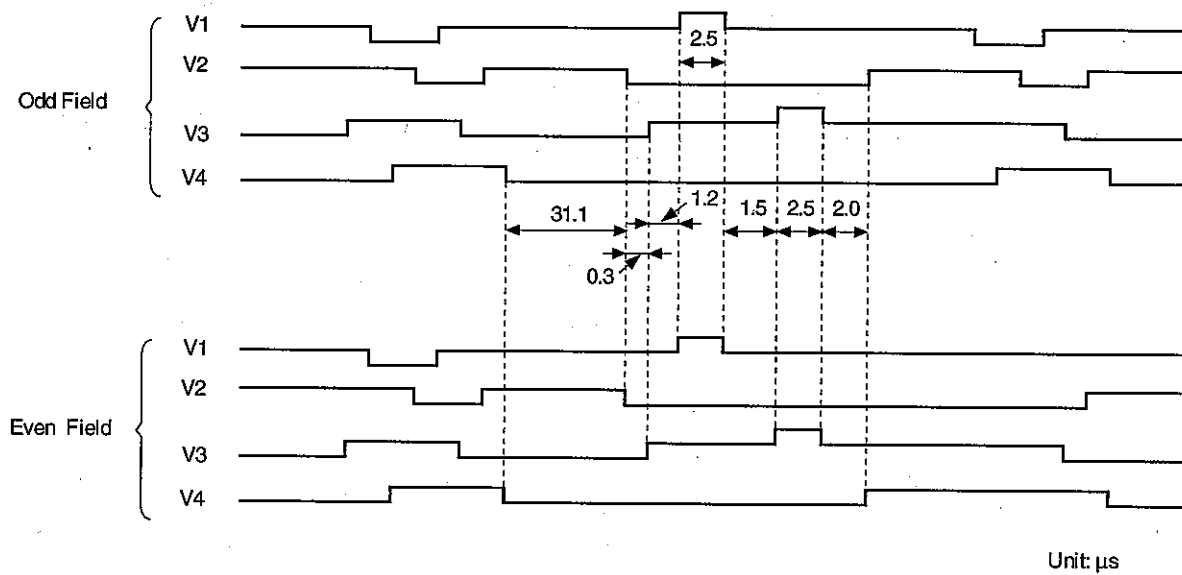 V1
2.5
V2
Odd Field
V3
V4
1.2
31.1
1.5
2.5
2.0
0.3
V1
V2
Even Field
V3
V4
Unit: µs